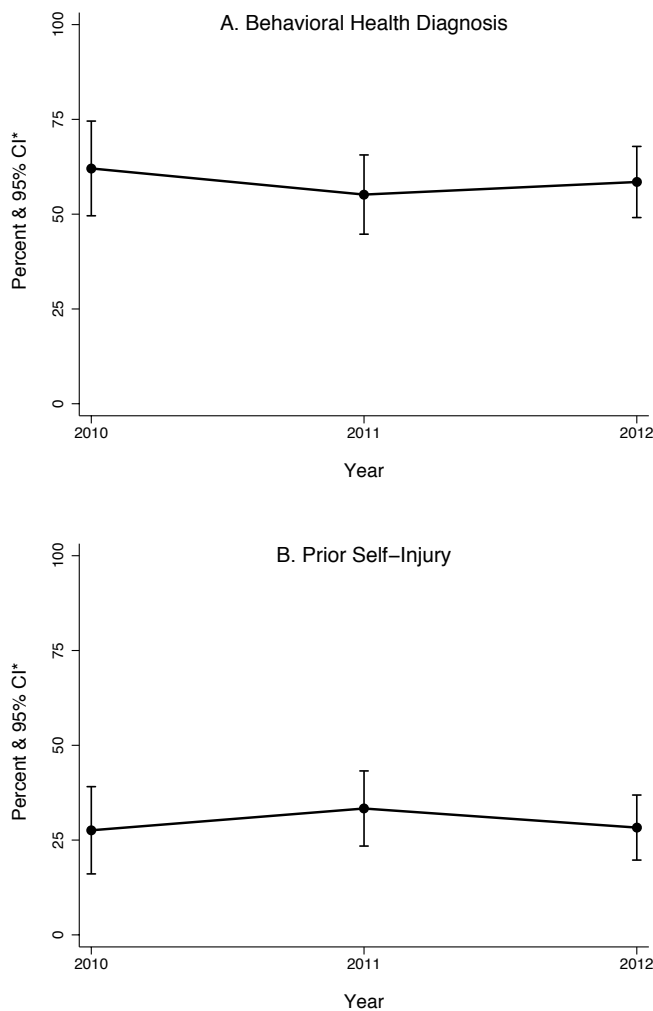 A. Behavioral Health Diagnosis
Percent & 95% CI*
100
75
50
25
0
2010
2011
2012
Year
B. Prior Self−Injury
Percent & 95% CI*
100
75
50
25
0
2010
2011
2012
Year